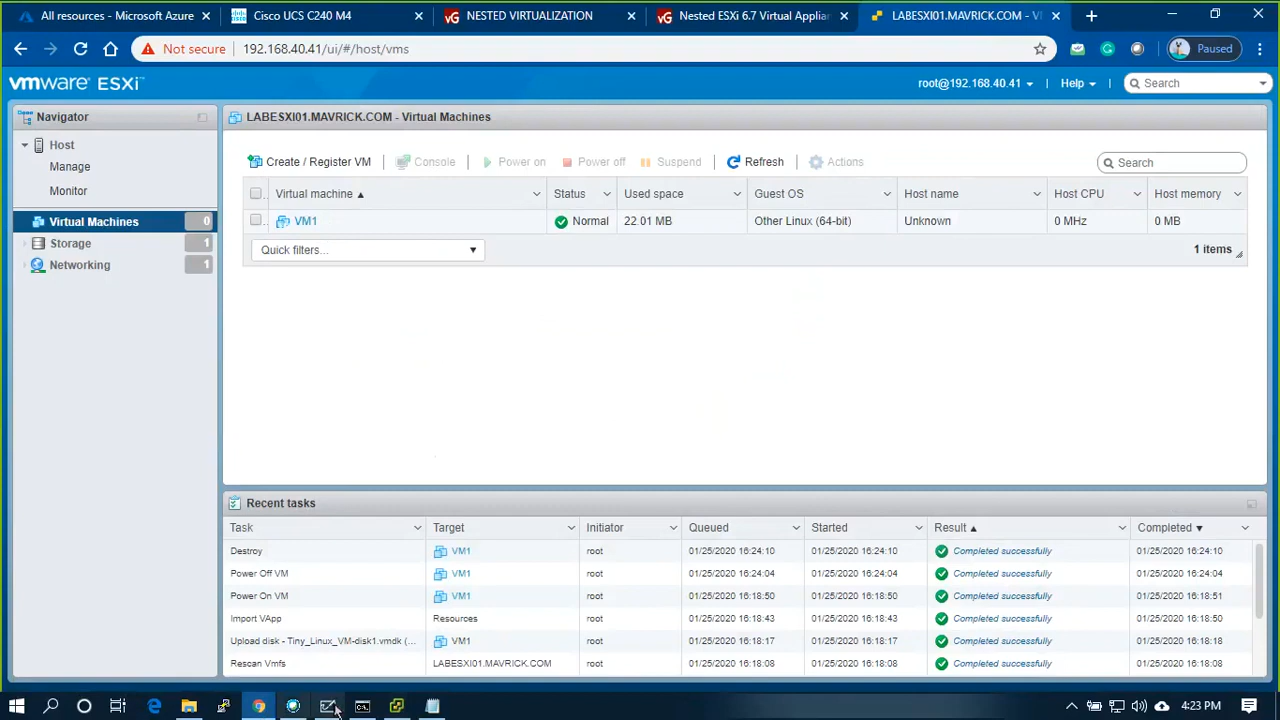 All resources - Microsoft Azure
Cisco UCS C240 M4
NESTED VIRTUALIZATION
Nested ESXi 6.7 Virtual Applian
LABESXI01.MAVRICK.COM - VM
Not secure
192.168.40.41/ui/#/host/vms
Paused
vmware ESXi
root@192.168.40.41
Help
Search
Navigator
LABESXI01.MAVRICK.COM - Virtual Machines
Host
Manage
Monitor
Virtual Machines 0
Storage 1
Networking 1
Create / Register VM
Console
Power on
Power off
Suspend
Refresh
Actions
Search
Virtual machine Status Used space Guest OS Host name Host CPU Host memory
VM1 Normal 22.01 MB Other Linux (64-bit) Unknown 0 MHz 0 MB
Quick filters...
1 items
Recent tasks
Task Target Initiator Queued Started Result Completed
Destroy VM1 root 01/25/2020 16:24:10 01/25/2020 16:24:10 Completed successfully 01/25/2020 16:24:10
Power Off VM VM1 root 01/25/2020 16:24:04 01/25/2020 16:24:04 Completed successfully 01/25/2020 16:24:04
Power On VM VM1 root 01/25/2020 16:18:50 01/25/2020 16:18:50 Completed successfully 01/25/2020 16:18:51
Import VApp Resources root 01/25/2020 16:18:43 01/25/2020 16:18:43 Completed successfully 01/25/2020 16:18:50
Upload disk - Tiny_Linux_VM-disk1.vmdk (... VM1 root 01/25/2020 16:18:17 01/25/2020 16:18:17 Completed successfully 01/25/2020 16:18:18
Rescan Vmfs LABESXI01.MAVRICK.COM root 01/25/2020 16:18:08 01/25/2020 16:18:08 Completed successfully 01/25/2020 16:18:08
4:23 PM